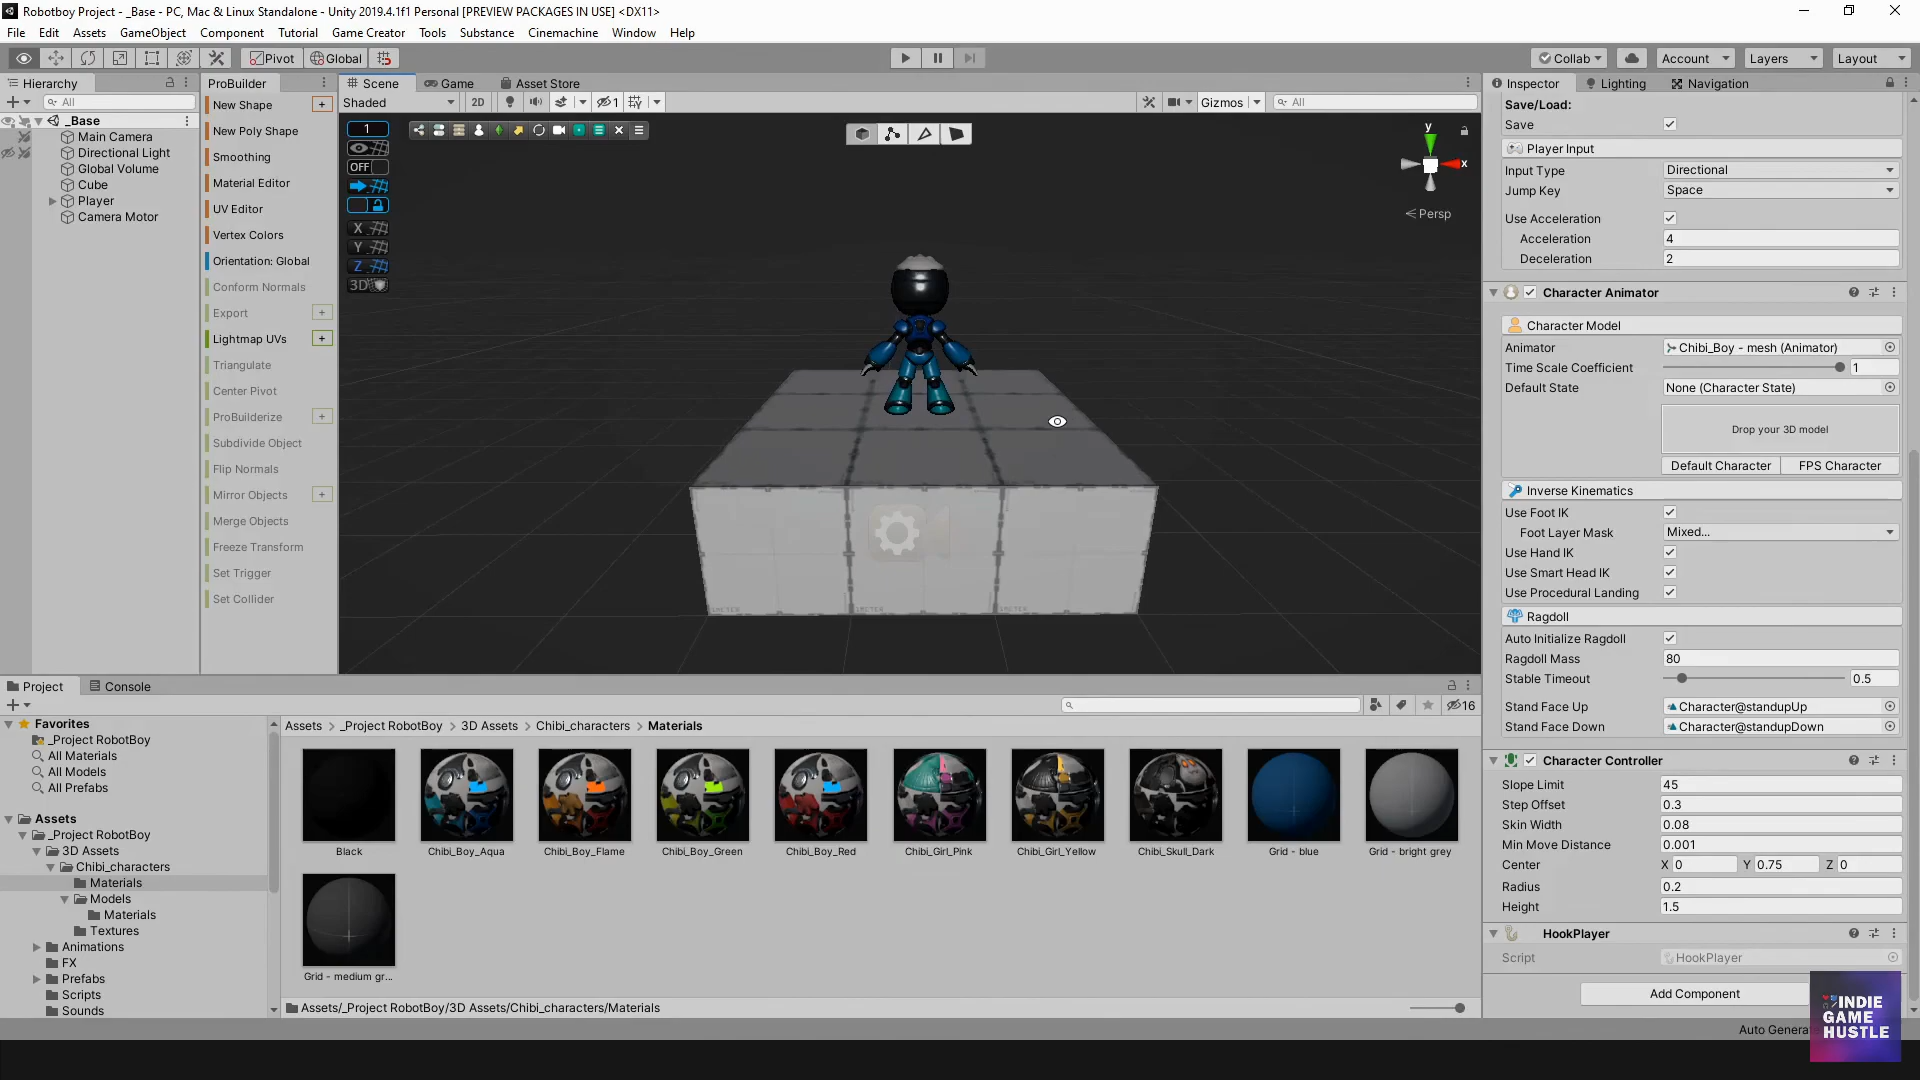 Robotboy Project - _Base - PC, Mac & Linux Standalone - Unity 2019.4.1f1 Personal [PREVIEW PACKAGES IN USE] <DX11>
File Edit Assets GameObject Component Tutorial Game Creator Tools Substance Cinemachine Window Help
Pivot Global Collab Account Layers Layout
Hierarchy
All
_Base
Main Camera
Directional Light
Global Volume
Cube
Player
Camera Motor
ProBuilder
New Shape +
New Poly Shape
Smoothing
Material Editor
UV Editor
Vertex Colors
Orientation: Global
Conform Normals
Export +
Lightmap UVs +
Triangulate
Center Pivot
ProBuilderize +
Subdivide Object
Flip Normals
Mirror Objects +
Merge Objects
Freeze Transform
Set Trigger
Set Collider
Scene Game Asset Store
Shaded 2D 1 Gizmos All
1
OFF
X
Y
Z
3D
y
x
Persp
1METER 1METER 1METER
Inspector Lighting Navigation
Save/Load:
Save
Player Input
Input Type Directional
Jump Key Space
Use Acceleration
Acceleration 4
Deceleration 2
Character Animator
Character Model
Animator Chibi_Boy - mesh (Animator)
Time Scale Coefficient 1
Default State None (Character State)
Drop your 3D model
Default Character FPS Character
Inverse Kinematics
Use Foot IK
Foot Layer Mask Mixed...
Use Hand IK
Use Smart Head IK
Use Procedural Landing
Ragdoll
Auto Initialize Ragdoll
Ragdoll Mass 80
Stable Timeout 0.5
Stand Face Up Character@standupUp
Stand Face Down Character@standupDown
Character Controller
Slope Limit 45
Step Offset 0.3
Skin Width 0.08
Min Move Distance 0.001
Center X 0 Y 0.75 Z 0
Radius 0.2
Height 1.5
HookPlayer
Script HookPlayer
Add Component
Project Console
16
Favorites
_Project RobotBoy
All Materials
All Models
All Prefabs
Assets
_Project RobotBoy
3D Assets
Chibi_characters
Materials
Models
Materials
Textures
Animations
FX
Prefabs
Scripts
Sounds
Assets > _Project RobotBoy > 3D Assets > Chibi_characters > Materials
Black Chibi_Boy_Aqua Chibi_Boy_Flame Chibi_Boy_Green Chibi_Boy_Red Chibi_Girl_Pink Chibi_Girl_Yellow Chibi_Skull_Dark Grid - blue Grid - bright grey
Grid - medium gr...
Assets/_Project RobotBoy/3D Assets/Chibi_characters/Materials
Auto Genera
INDIE
GAME
HUSTLE